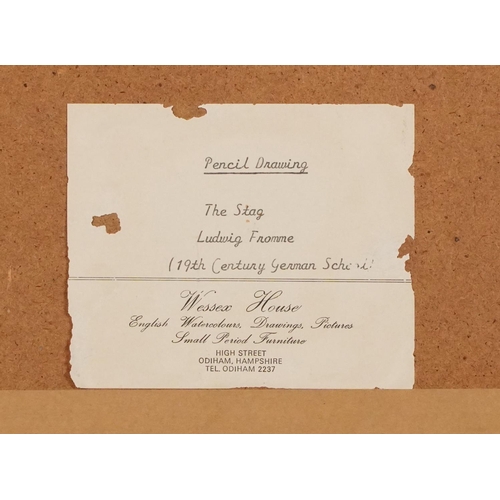 Pencil Drawing
The Stag
Ludwig Fromme
(19th Century German
Wessex House
English Watercolours, Drawings, Pictures
Small Period Furniture
HIGH STREET
ODIHAM, HAMPSHIRE
TEL. ODIHAM 2237